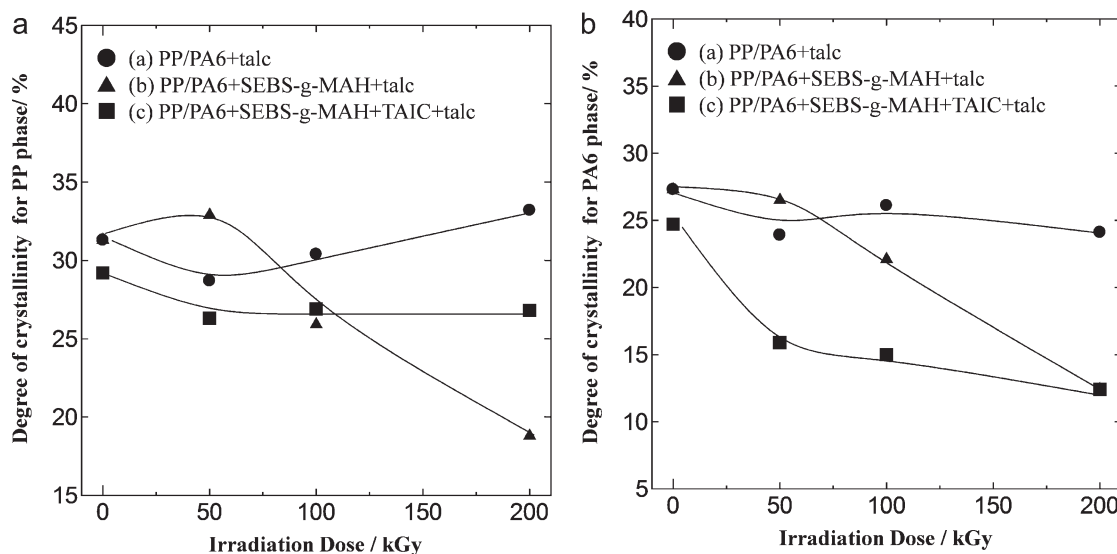 a
Degree of crystallinity for PP phase/ %
45
40
35
30
25
20
15
(a) PP/PA6+talc
(b) PP/PA6+SEBS-g-MAH+talc
(c) PP/PA6+SEBS-g-MAH+TAIC+talc
0 50 100 150 200
Irradiation Dose / kGy
b
Degree of crystallinity for PA6 phase/ %
40
35
30
25
20
15
10
5
(a) PP/PA6+talc
(b) PP/PA6+SEBS-g-MAH+talc
(c) PP/PA6+SEBS-g-MAH+TAIC+talc
0 50 100 150 200
Irradiation Dose / kGy